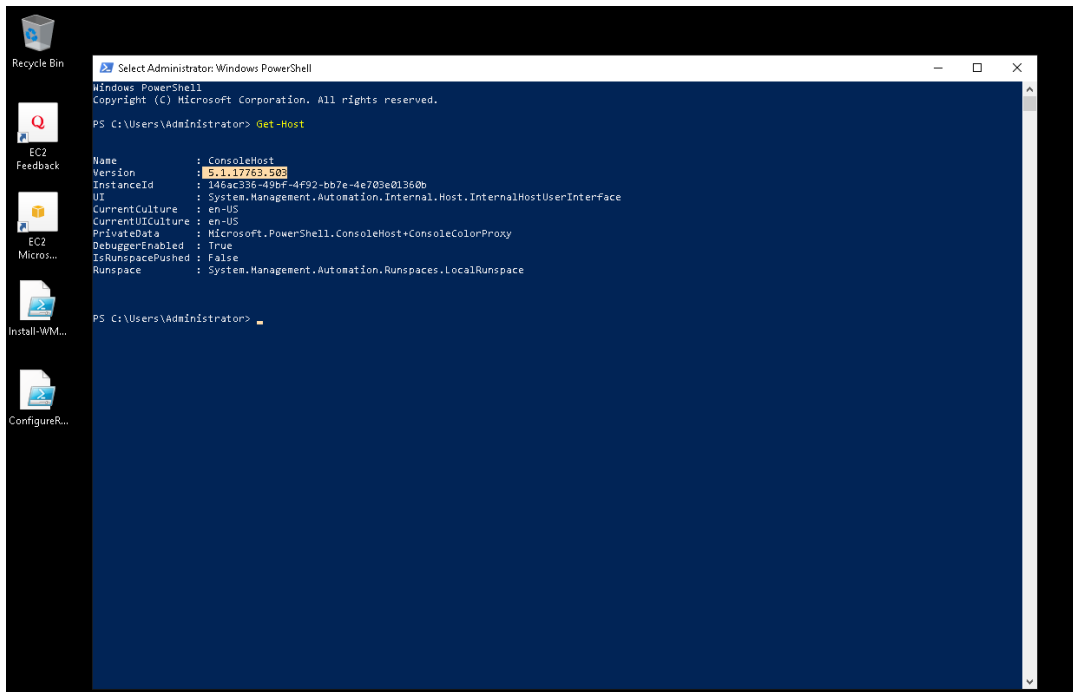 Recycle Bin
EC2
Feedback
EC2
Micros...
Install-WM...
ConfigureR...
Select Administrator: Windows PowerShell
Windows PowerShell
Copyright (C) Microsoft Corporation. All rights reserved.
PS C:\Users\Administrator> Get-Host
Name : ConsoleHost
Version : 5.1.17763.503
InstanceId : 146ac336-49bf-4f92-bb7e-4e703e01360b
UI : System.Management.Automation.Internal.Host.InternalHostUserInterface
CurrentCulture : en-US
CurrentUICulture : en-US
PrivateData : Microsoft.PowerShell.ConsoleHost+ConsoleColorProxy
DebuggerEnabled : True
IsRunspacePushed : False
Runspace : System.Management.Automation.Runspaces.LocalRunspace
PS C:\Users\Administrator>